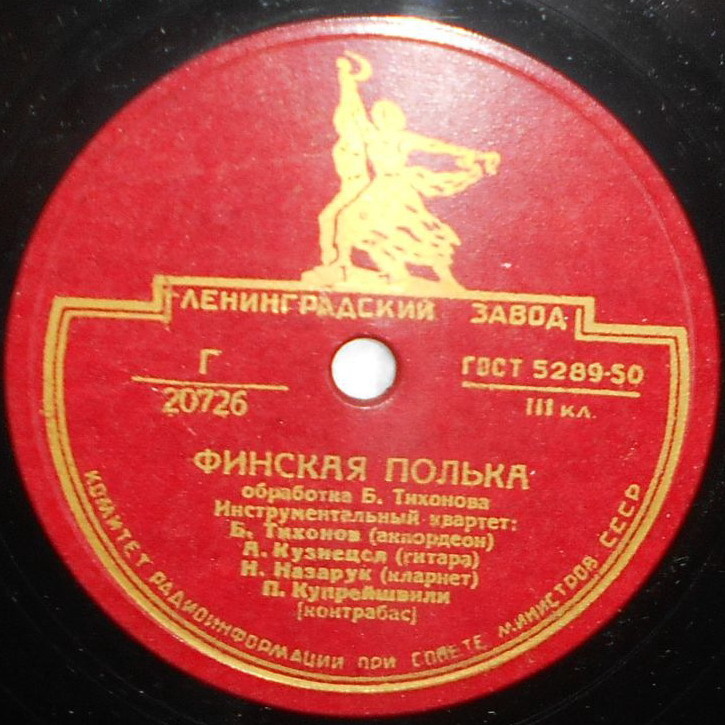 ЛЕНИНГРАДСКИЙ ЗАВОД
Г
20726
ГОСТ 5289-50
III кл.
ФИНСКАЯ ПОЛЬКА
обработка Б. Тихонова
Инструментальный квартет:
Б. Тихонов (аккордеон)
А. Кузнецов (гитара)
Н. Назарук (кларнет)
П. Купрейшвили
(контрабас)
КОМИТЕТ РАДИОИНФОРМАЦИИ ПРИ СОВЕТЕ МИНИСТРОВ СССР